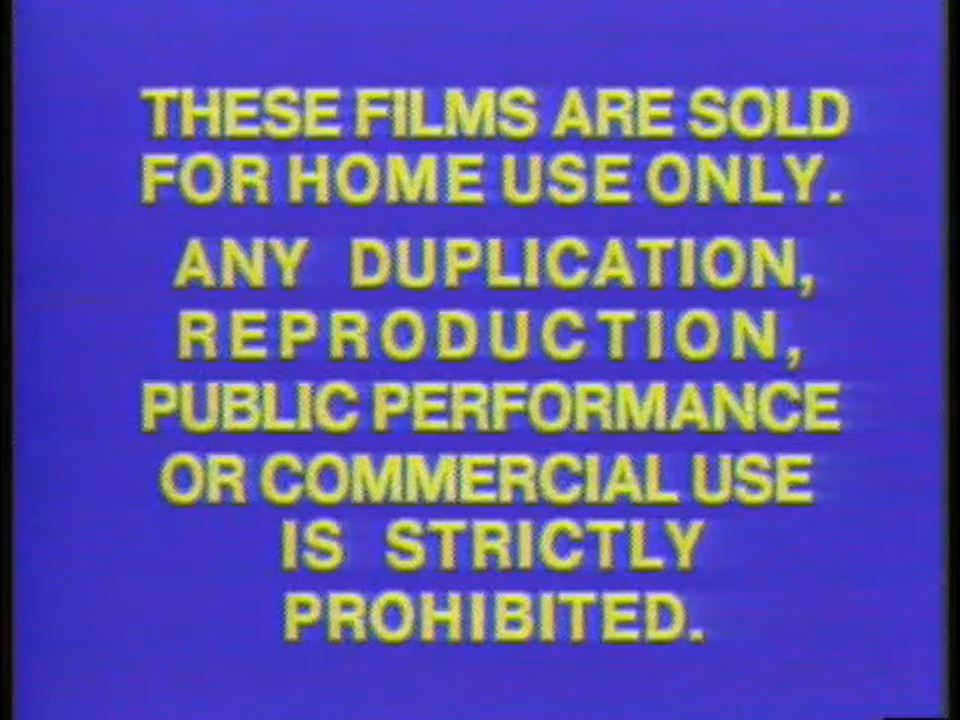 THESE FILMS ARE SOLD
FOR HOME USE ONLY.
ANY DUPLICATION,
REPRODUCTION,
PUBLIC PERFORMANCE
OR COMMERCIAL USE
IS STRICTLY
PROHIBITED.